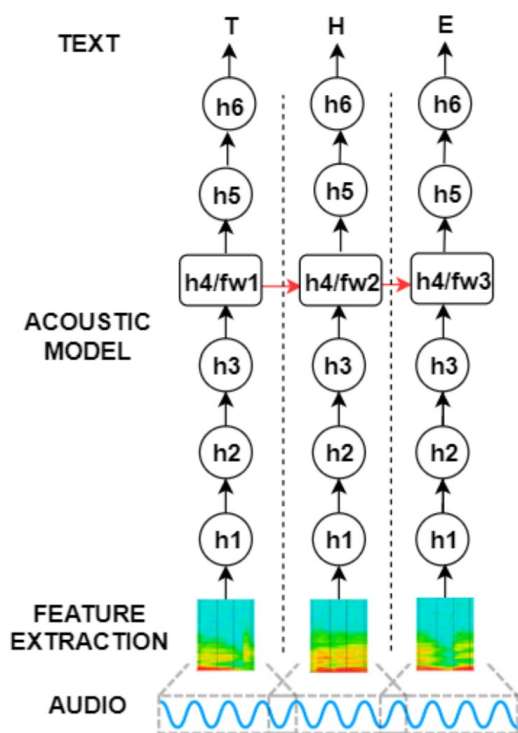 TEXT T H E
h6 h6 h6
h5 h5 h5
h4/fw1 h4/fw2 h4/fw3
ACOUSTIC
MODEL
h3 h3 h3
h2 h2 h2
h1 h1 h1
FEATURE
EXTRACTION
AUDIO